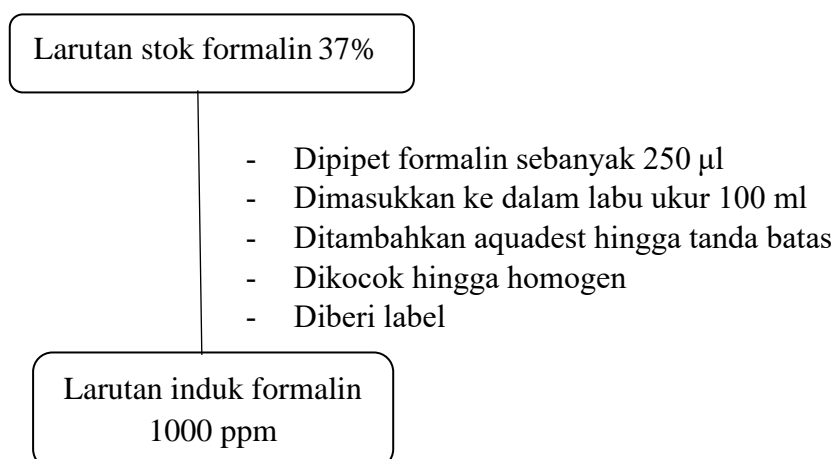 Larutan stok formalin 37%
- Dipipet formalin sebanyak 250 µl
- Dimasukkan ke dalam labu ukur 100 ml
- Ditambahkan aquadest hingga tanda batas
- Dikocok hingga homogen
- Diberi label
Larutan induk formalin
1000 ppm